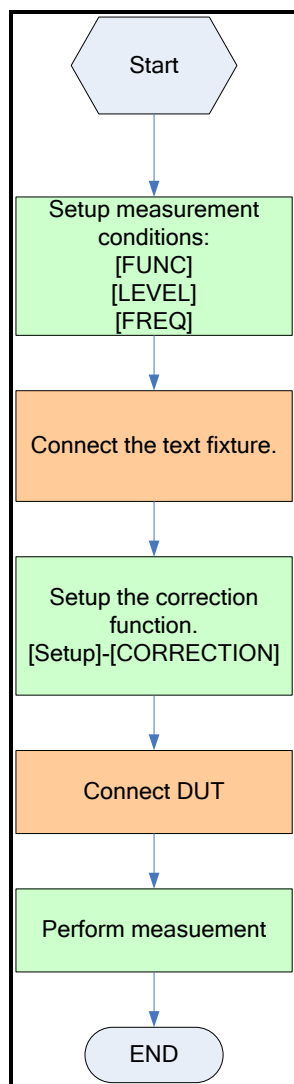 Start
Setup measurement
conditions:
[FUNC]
[LEVEL]
[FREQ]
Connect the text fixture.
Setup the correction
function.
[Setup]-[CORRECTION]
Connect DUT
Perform measuement
END